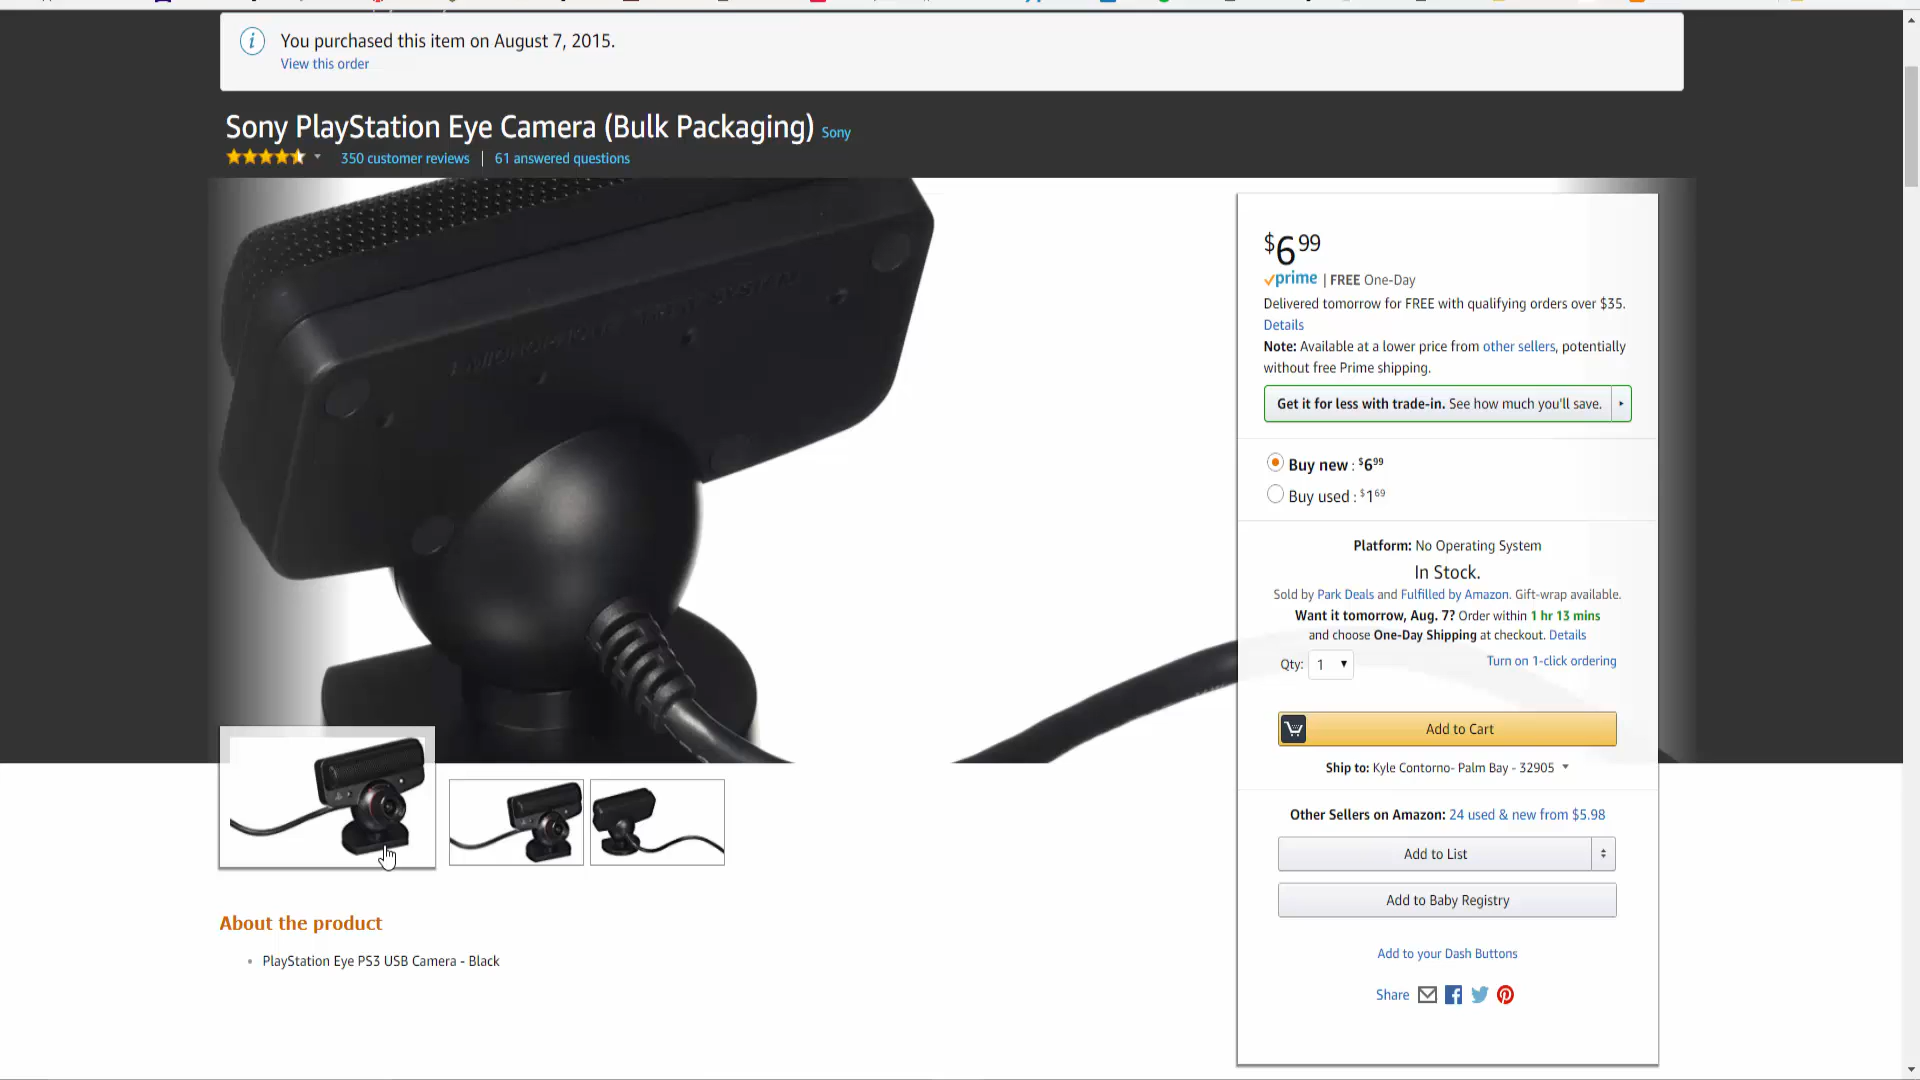 You purchased this item on August 7, 2015.
View this order
Sony PlayStation Eye Camera (Bulk Packaging) Sony
350 customer reviews | 61 answered questions
$6 99
prime | FREE One-Day
Delivered tomorrow for FREE with qualifying orders over $35.
Details
Note: Available at a lower price from other sellers, potentially
without free Prime shipping.
Get it for less with trade-in. See how much you'll save.
Buy new : $6 99
Buy used : $1 69
Platform: No Operating System
In Stock.
Sold by Park Deals and Fulfilled by Amazon. Gift-wrap available.
Want it tomorrow, Aug. 7? Order within 1 hr 13 mins
and choose One-Day Shipping at checkout. Details
Qty: 1
Turn on 1-click ordering
Add to Cart
Ship to: Kyle Contorno- Palm Bay - 32905
Other Sellers on Amazon: 24 used & new from $5.98
Add to List
Add to Baby Registry
Add to your Dash Buttons
Share
About the product
• PlayStation Eye PS3 USB Camera - Black